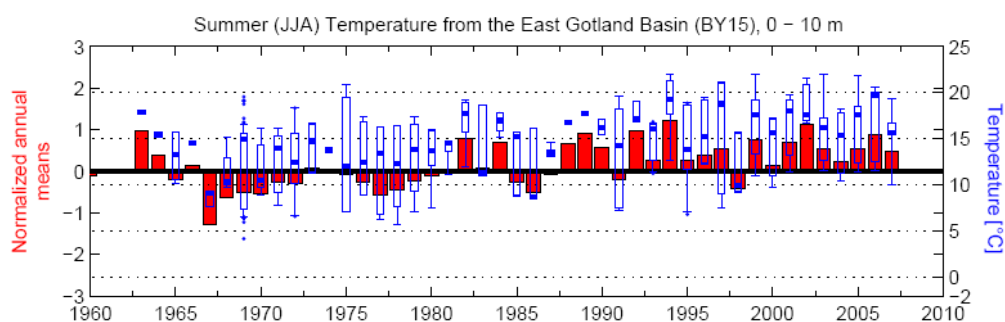 Summer (JJA) Temperature from the East Gotland Basin (BY15), 0 − 10 m
Normalized annual
means
3
2
1
0
−1
−2
−3
25
20
15
10
5
0
−2
Temperature [°C]
1960 1965 1970 1975 1980 1985 1990 1995 2000 2005 2010